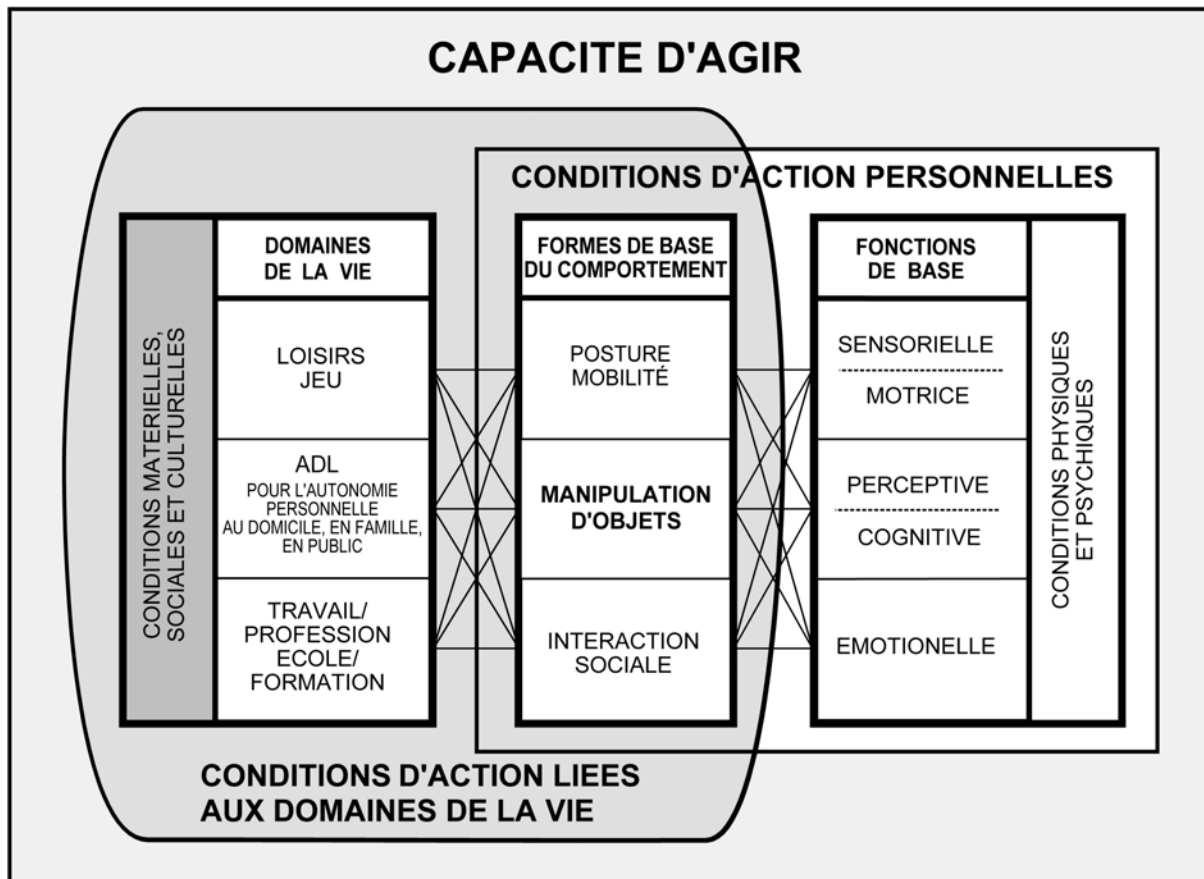 CAPACITE D'AGIR
CONDITIONS D'ACTION PERSONNELLES
CONDITIONS MATERIELLES,
SOCIALES ET CULTURELLES
DOMAINES
DE LA VIE
LOISIRS
JEU
ADL
POUR L'AUTONOMIE
PERSONNELLE
AU DOMICILE, EN FAMILLE,
EN PUBLIC
TRAVAIL/
PROFESSION
ECOLE/
FORMATION
FORMES DE BASE
DU COMPORTEMENT
POSTURE
MOBILITÉ
MANIPULATION
D'OBJETS
INTERACTION
SOCIALE
FONCTIONS
DE BASE
SENSORIELLE
MOTRICE
PERCEPTIVE
COGNITIVE
EMOTIONELLE
CONDITIONS PHYSIQUES
ET PSYCHIQUES
CONDITIONS D'ACTION LIEES
AUX DOMAINES DE LA VIE